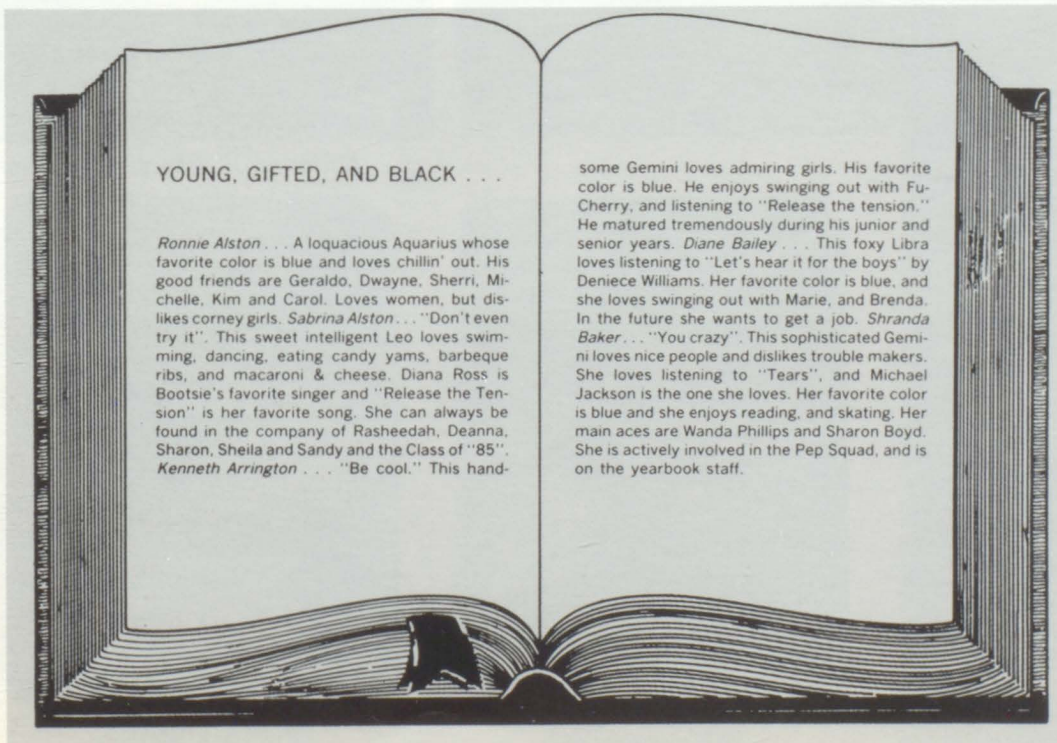 YOUNG, GIFTED, AND BLACK . . .
Ronnie Alston . . . A loquacious Aquarius whose
favorite color is blue and loves chillin' out. His
good friends are Geraldo, Dwayne, Sherri, Mi-
chelle, Kim and Carol. Loves women, but dis-
likes corney girls. Sabrina Alston . . . "Don't even
try it". This sweet intelligent Leo loves swim-
ming, dancing, eating candy yams, barbeque
ribs, and macaroni & cheese. Diana Ross is
Bootsie's favorite singer and "Release the Ten-
sion" is her favorite song. She can always be
found in the company of Rasheedah, Deanna,
Sharon, Sheila and Sandy and the Class of "85".
Kenneth Arrington . . . "Be cool." This hand-
some Gemini loves admiring girls. His favorite
color is blue. He enjoys swinging out with Fu-
Cherry, and listening to "Release the tension."
He matured tremendously during his junior and
senior years. Diane Bailey . . . This foxy Libra
loves listening to "Let's hear it for the boys" by
Deniece Williams. Her favorite color is blue, and
she loves swinging out with Marie, and Brenda.
In the future she wants to get a job. Shranda
Baker . . . "You crazy". This sophisticated Gemi-
ni loves nice people and dislikes trouble makers.
She loves listening to "Tears", and Michael
Jackson is the one she loves. Her favorite color
is blue and she enjoys reading, and skating. Her
main aces are Wanda Phillips and Sharon Boyd.
She is actively involved in the Pep Squad, and is
on the yearbook staff.